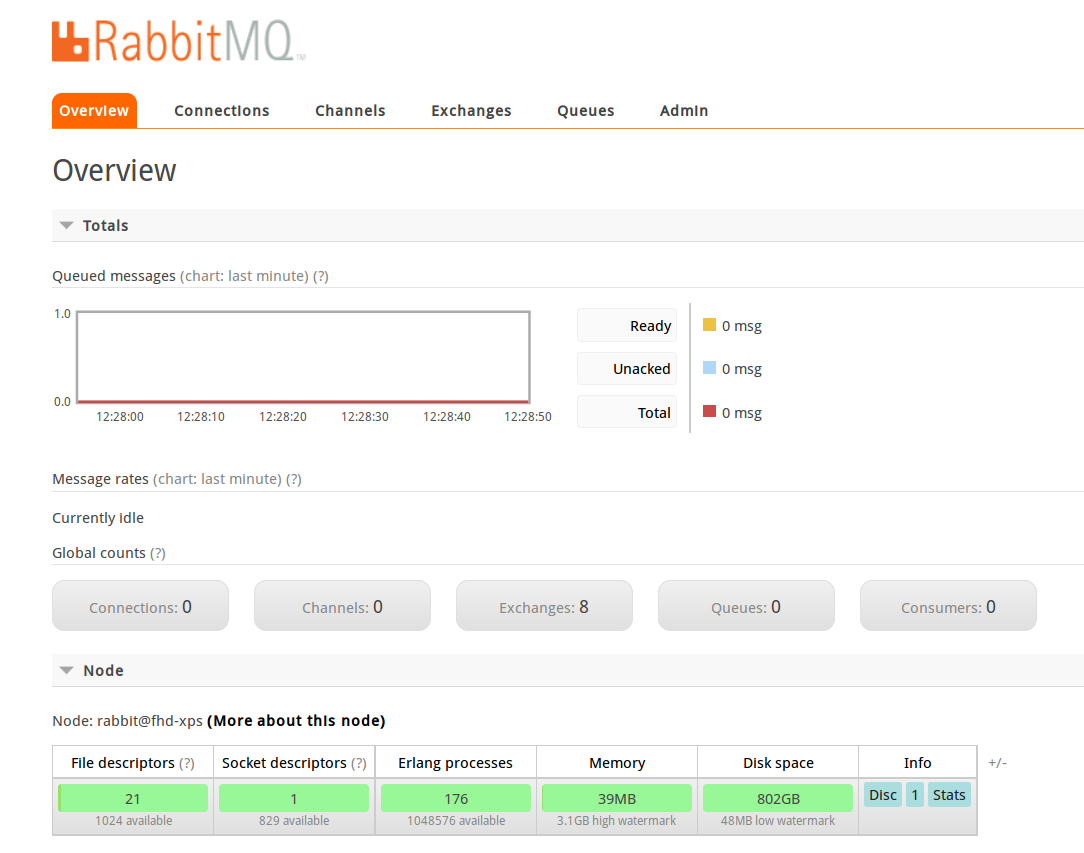 RabbitMQ™
Overview Connections Channels Exchanges Queues Admin
Overview
Totals
Queued messages (chart: last minute) (?)
1.0
0.0
12:28:00 12:28:10 12:28:20 12:28:30 12:28:40 12:28:50
Ready 0 msg
Unacked 0 msg
Total 0 msg
Message rates (chart: last minute) (?)
Currently idle
Global counts (?)
Connections: 0 Channels: 0 Exchanges: 8 Queues: 0 Consumers: 0
Node
Node: rabbit@fhd-xps (More about this node)
File descriptors (?) Socket descriptors (?) Erlang processes Memory Disk space Info +/-
21 1 176 39MB 802GB Disc 1 Stats
1024 available 829 available 1048576 available 3.1GB high watermark 48MB low watermark